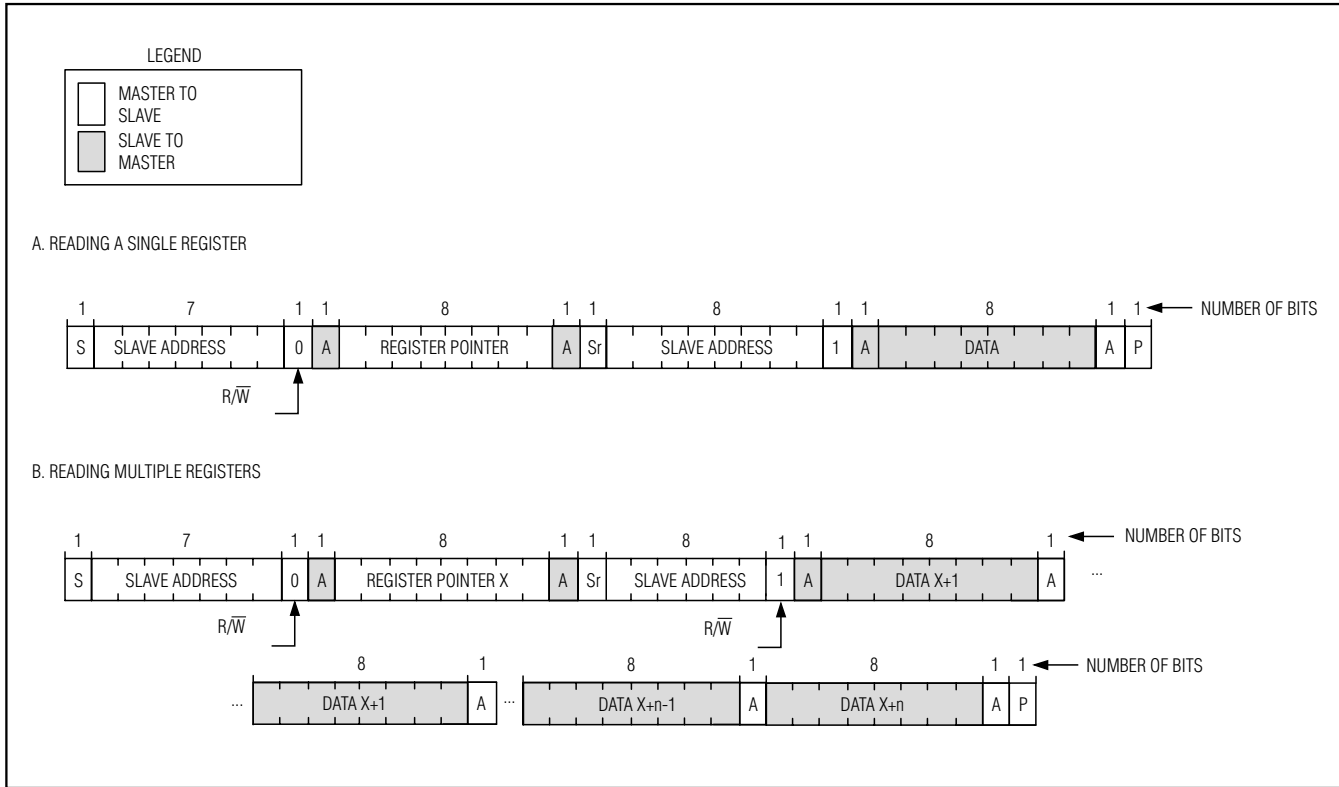 LEGEND
MASTER TO
SLAVE
SLAVE TO
MASTER
A. READING A SINGLE REGISTER
1 7 1 1 8 1 1 8 1 1 8 1 1 NUMBER OF BITS
S SLAVE ADDRESS 0 A REGISTER POINTER A Sr SLAVE ADDRESS 1 A DATA A P
R/W̅
B. READING MULTIPLE REGISTERS
1 7 1 1 8 1 1 8 1 1 8 1 NUMBER OF BITS
S SLAVE ADDRESS 0 A REGISTER POINTER X A Sr SLAVE ADDRESS 1 A DATA X+1 A ...
R/W̅ R/W̅
8 1 8 1 8 1 1 NUMBER OF BITS
... DATA X+1 A ... DATA X+n-1 A DATA X+n A P